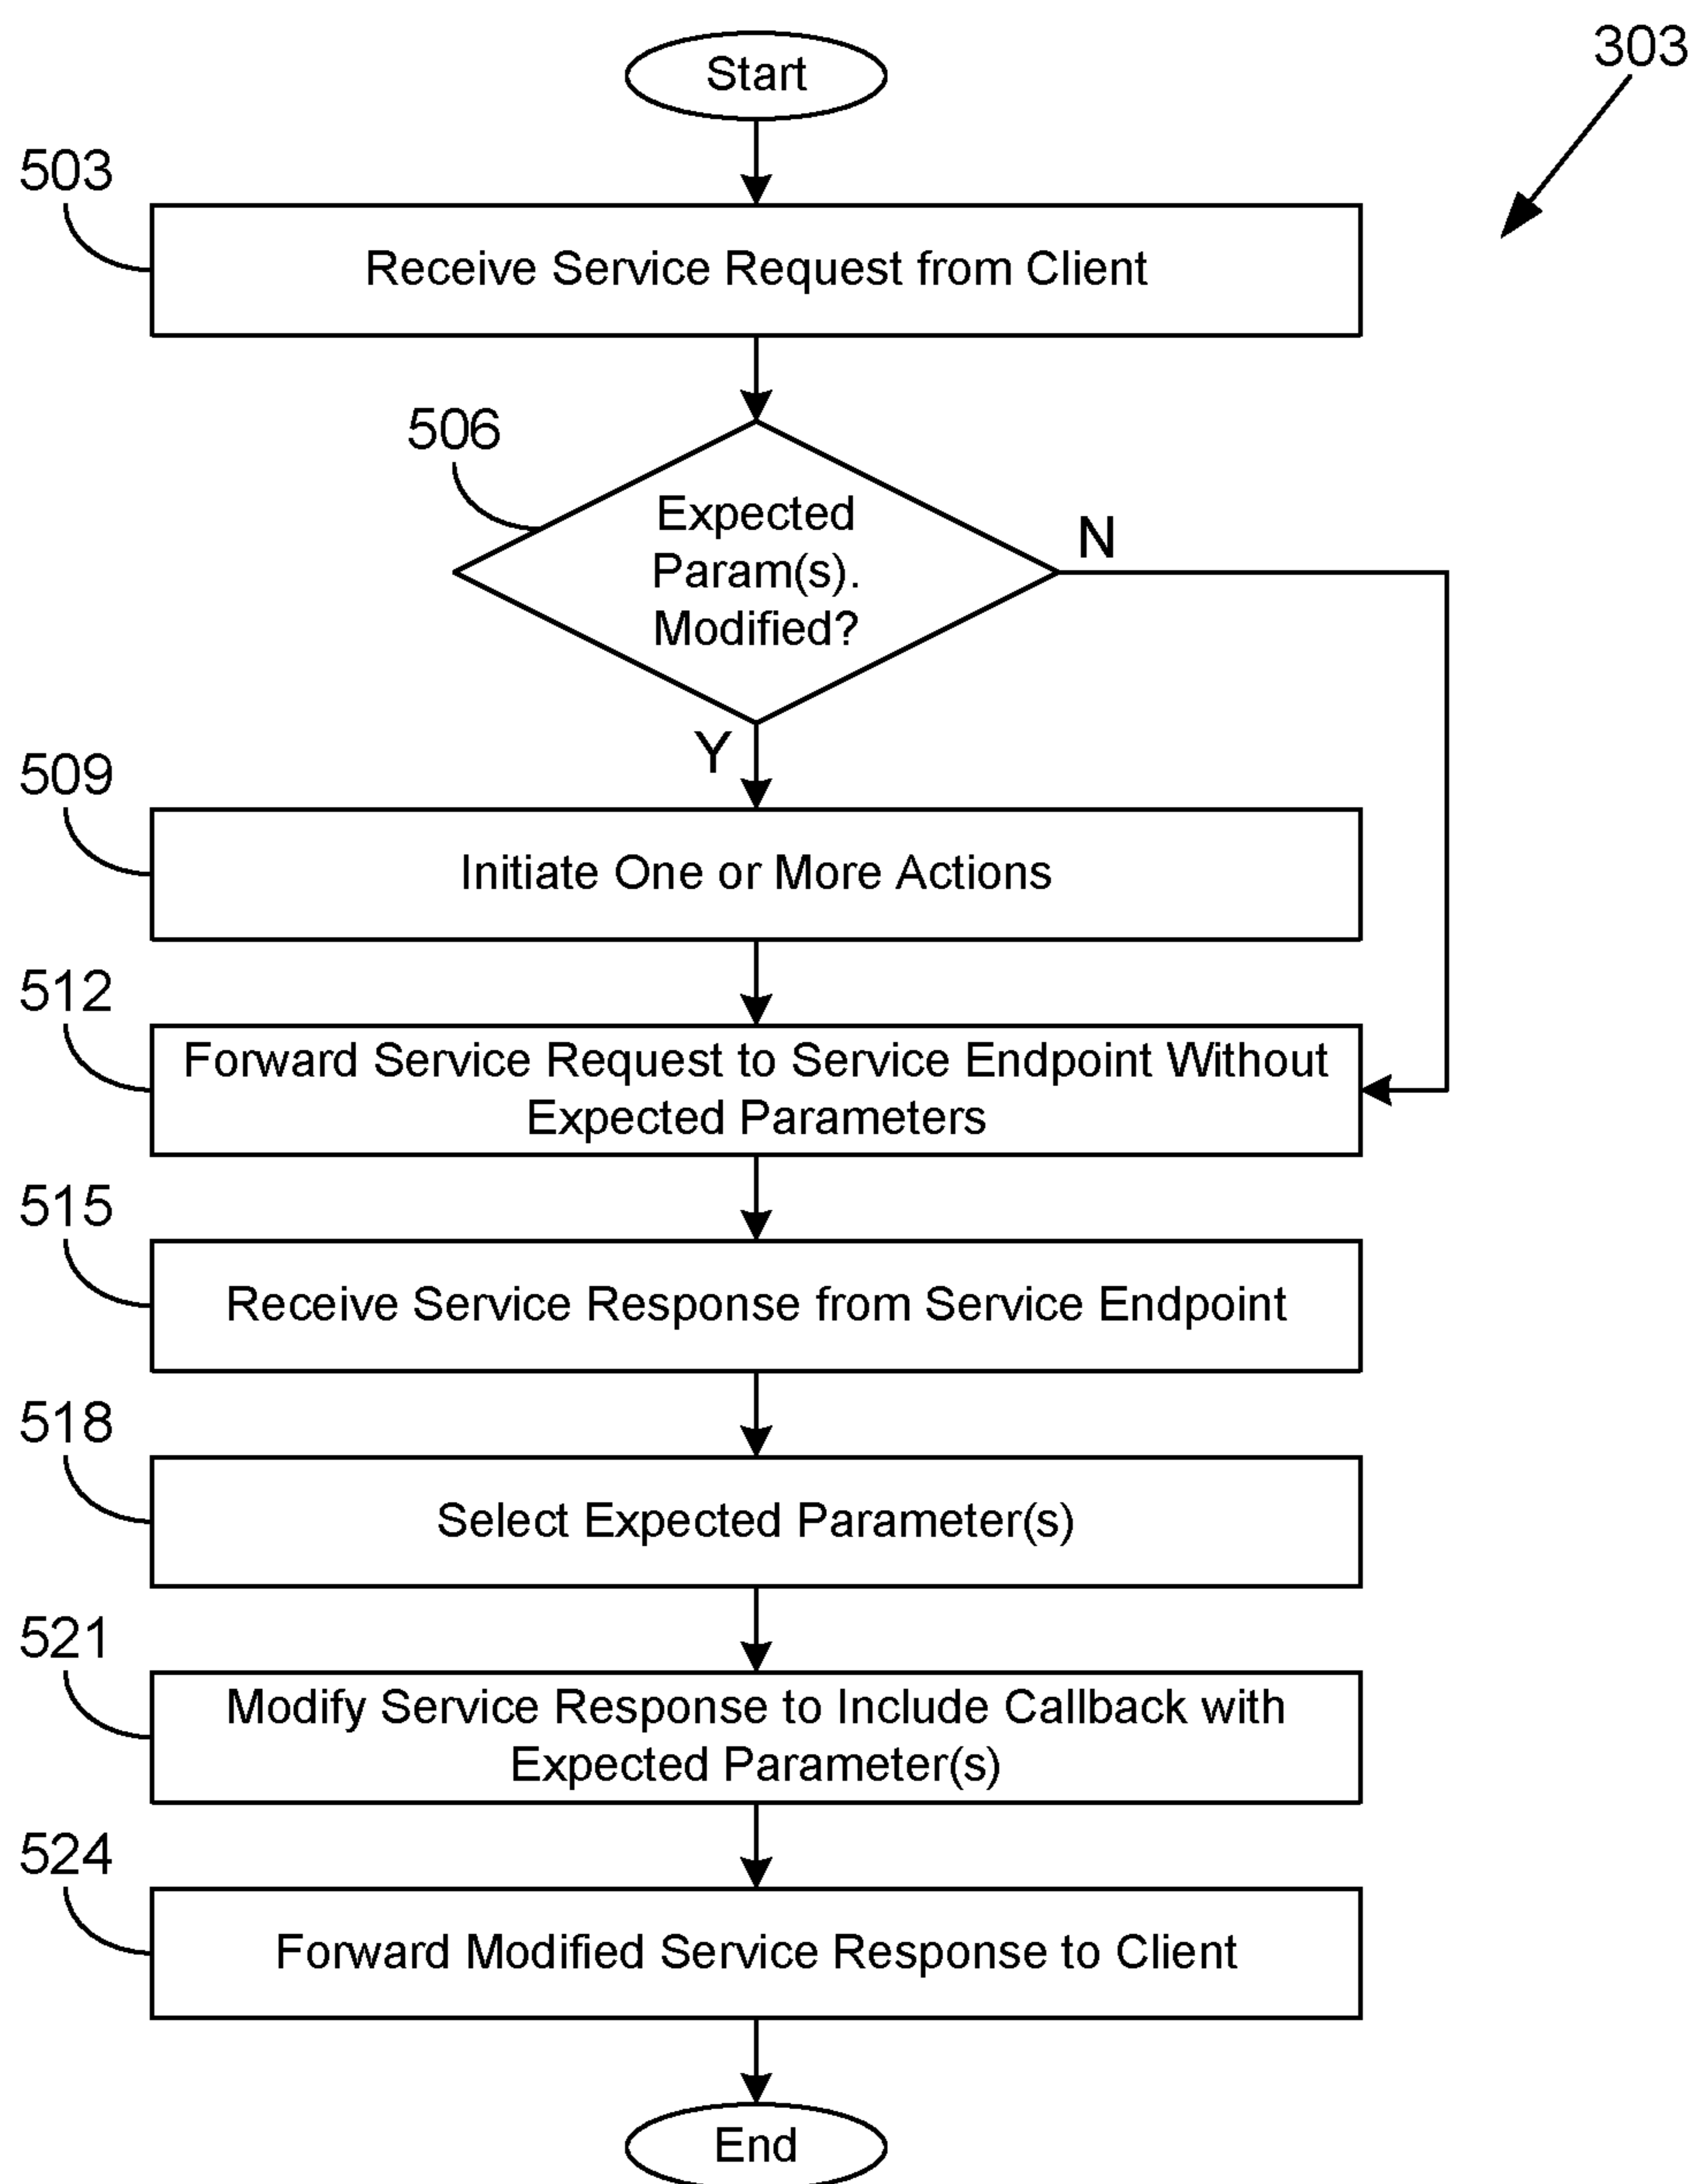 Start
303
503
Receive Service Request from Client
506
Expected
Param(s).
Modified?
N
Y
509
Initiate One or More Actions
512
Forward Service Request to Service Endpoint Without
Expected Parameters
515
Receive Service Response from Service Endpoint
518
Select Expected Parameter(s)
521
Modify Service Response to Include Callback with
Expected Parameter(s)
524
Forward Modified Service Response to Client
End